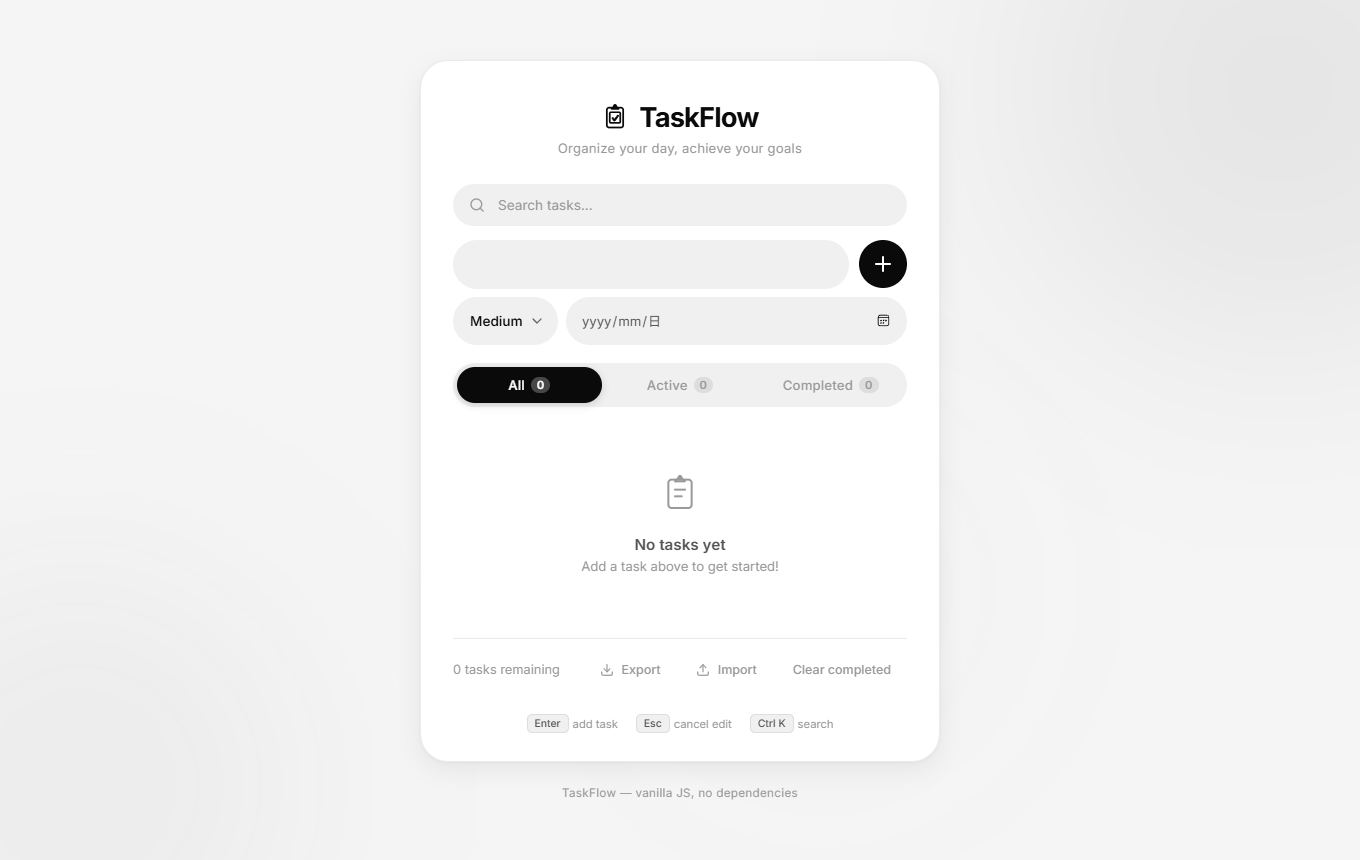 TaskFlow
Organize your day, achieve your goals
Search tasks...
Medium yyyy/mm/日
All 0 Active 0 Completed 0
No tasks yet
Add a task above to get started!
0 tasks remaining Export Import Clear completed
Enter add task Esc cancel edit Ctrl K search
TaskFlow — vanilla JS, no dependencies